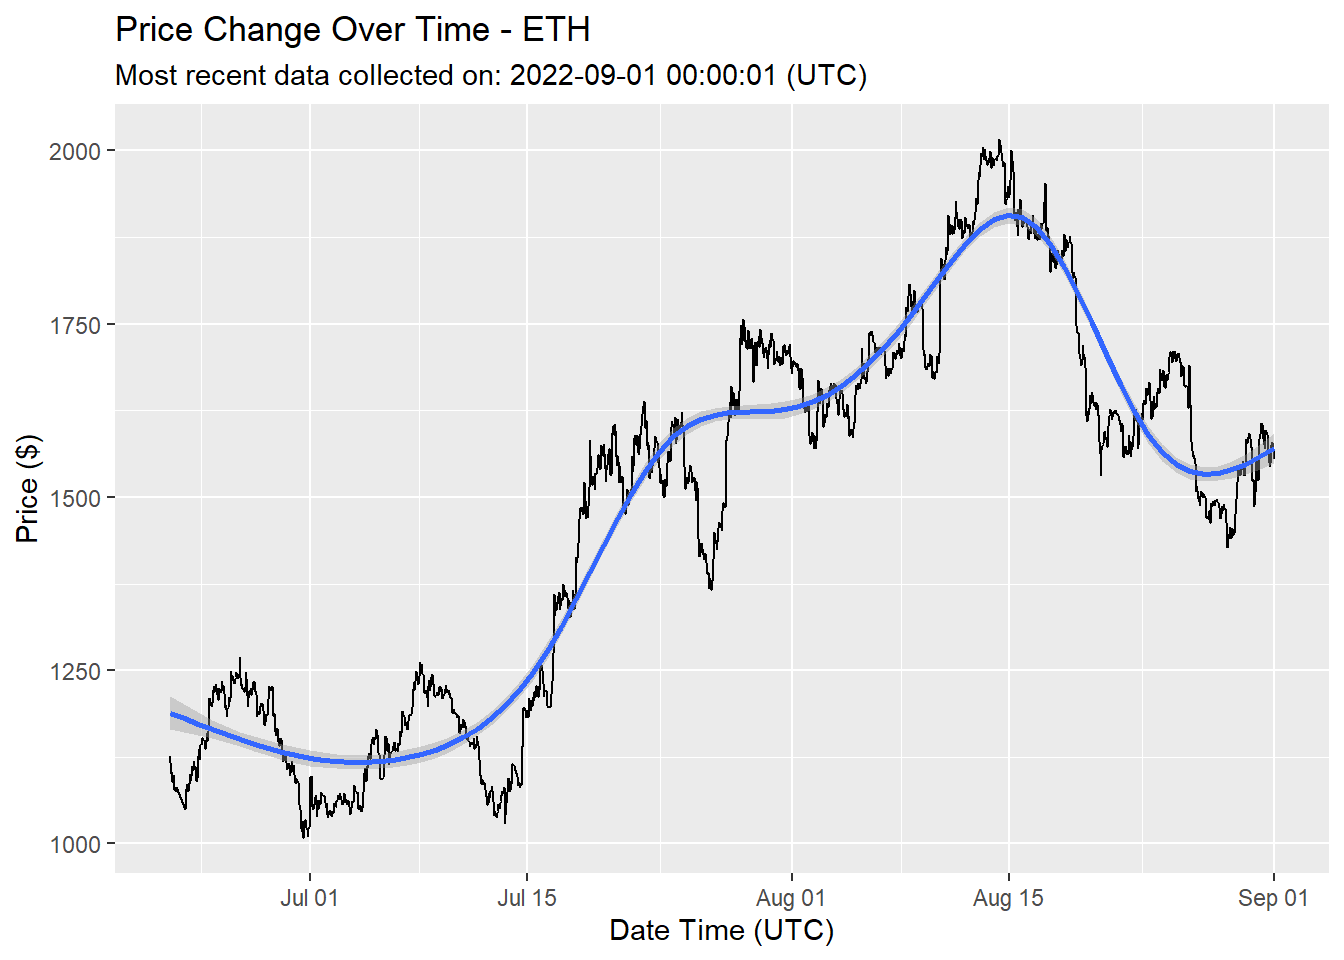 Price Change Over Time - ETH
Most recent data collected on: 2022-09-01 00:00:01 (UTC)
2000
1750
1500
1250
1000
Price ($)
Jul 01
Jul 15
Aug 01
Aug 15
Sep 01
Date Time (UTC)